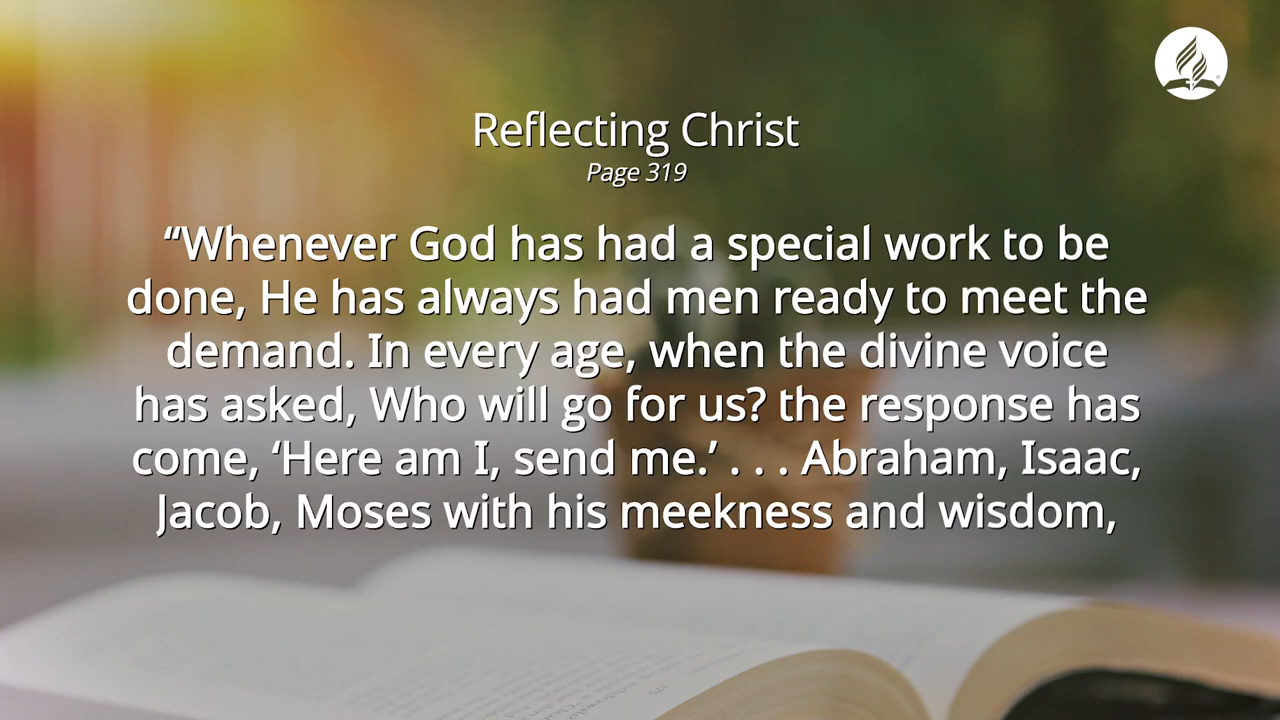 Reflecting Christ
Page 319
“Whenever God has had a special work to be
done, He has always had men ready to meet the
demand. In every age, when the divine voice
has asked, Who will go for us? the response has
come, ‘Here am I, send me.’ . . . Abraham, Isaac,
Jacob, Moses with his meekness and wisdom,